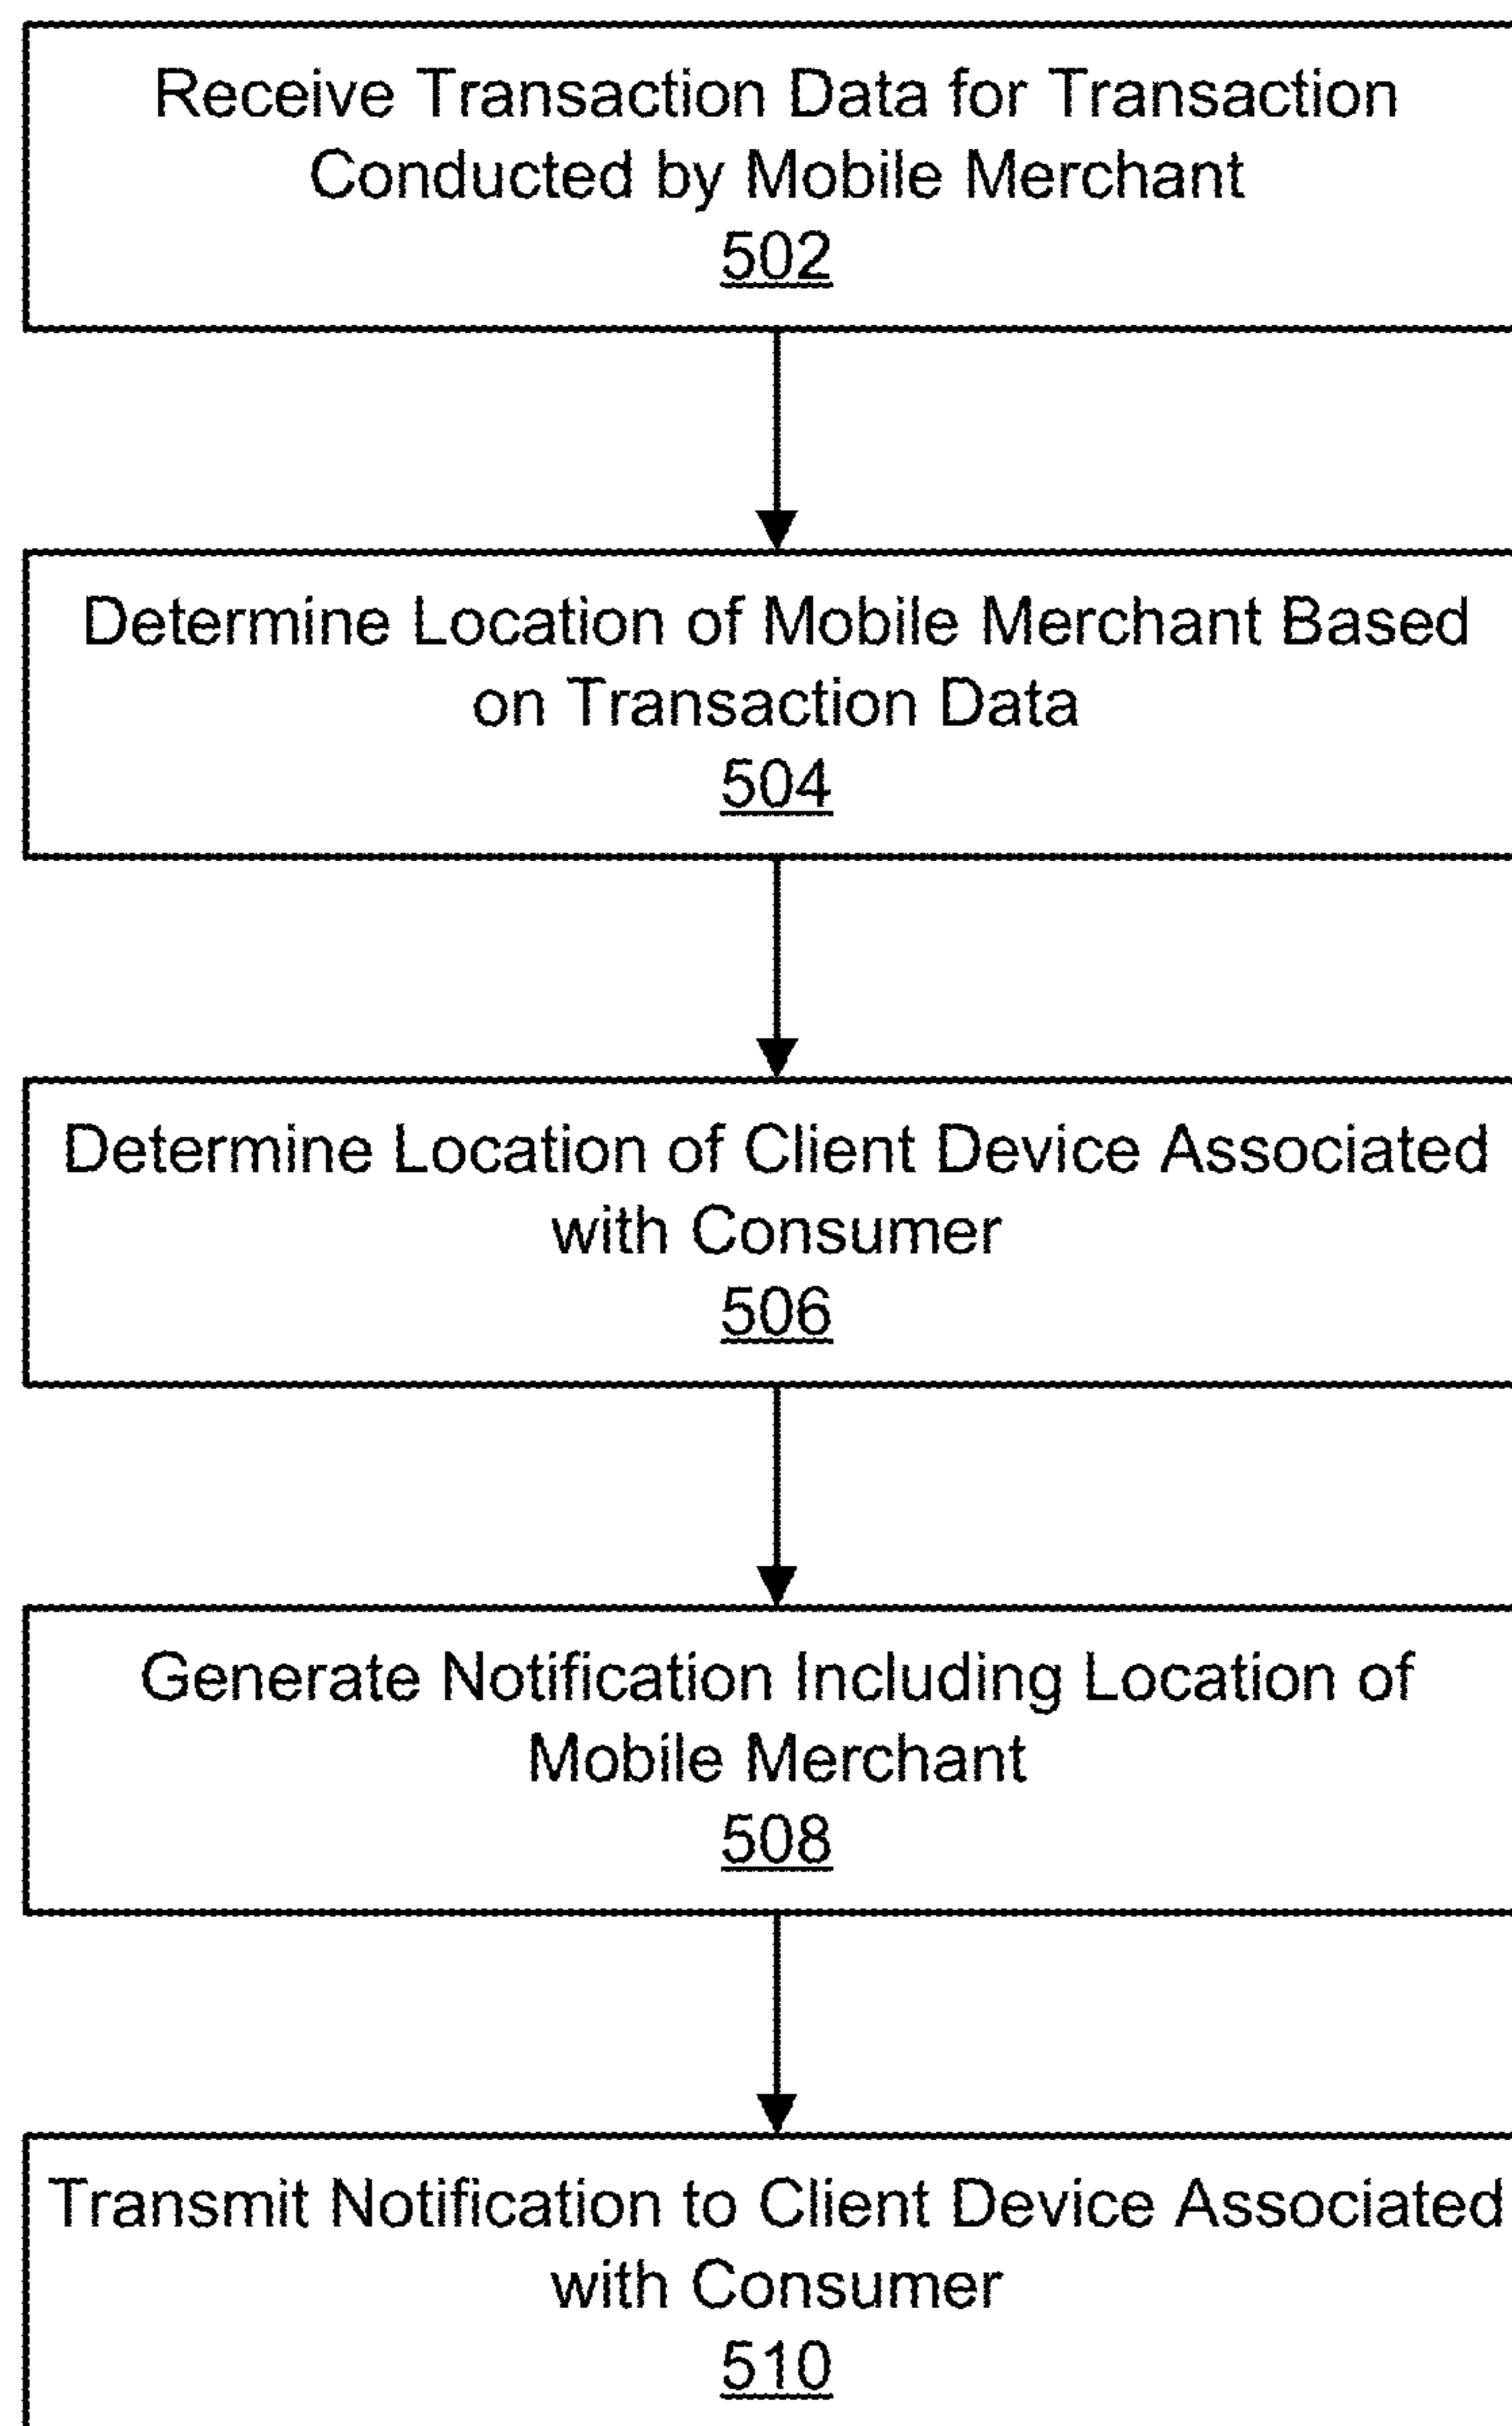 Receive Transaction Data for Transaction
Conducted by Mobile Merchant
502
Determine Location of Mobile Merchant Based
on Transaction Data
504
Determine Location of Client Device Associated
with Consumer
506
Generate Notification Including Location of
Mobile Merchant
508
Transmit Notification to Client Device Associated
with Consumer
510